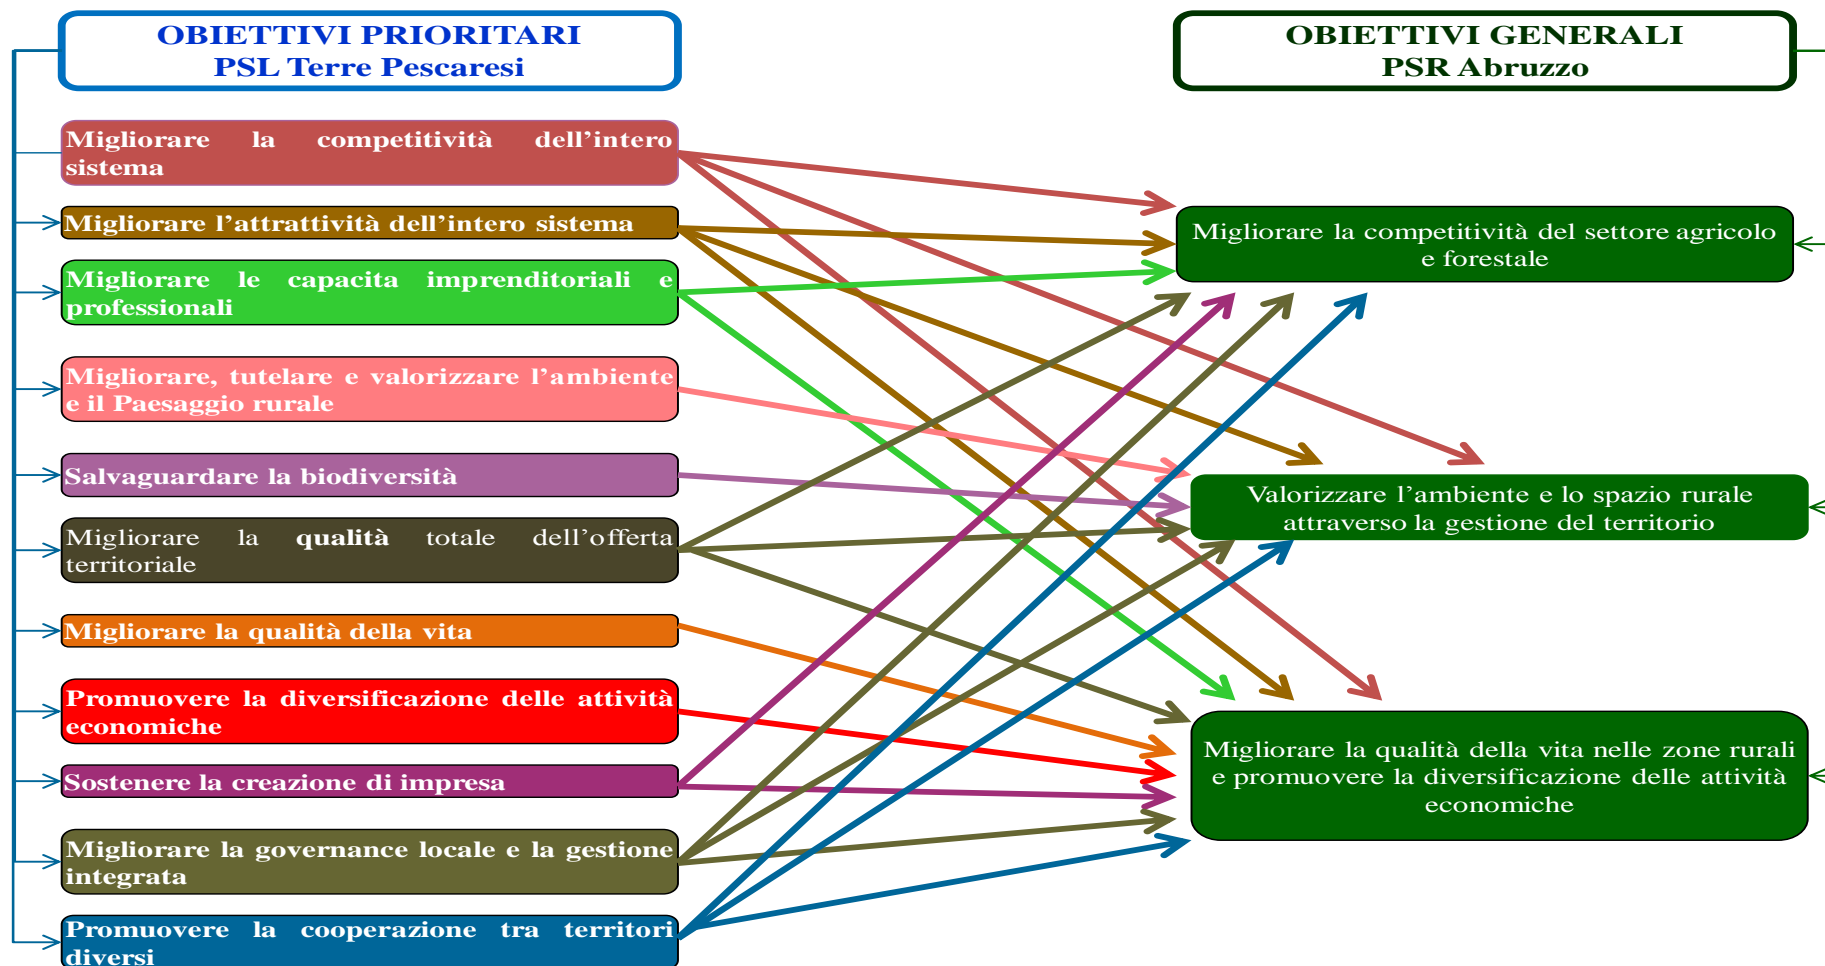 OBIETTIVI PRIORITARI
PSL Terre Pescaresi
Migliorare la competitività dell’intero
sistema
Migliorare l’attrattività dell’intero sistema
Migliorare le capacita imprenditoriali e
professionali
Migliorare, tutelare e valorizzare l’ambiente
e il Paesaggio rurale
Salvaguardare la biodiversità
Migliorare la qualità totale dell’offerta
territoriale
Migliorare la qualità della vita
Promuovere la diversificazione delle attività
economiche
Sostenere la creazione di impresa
Migliorare la governance locale e la gestione
integrata
Promuovere la cooperazione tra territori
diversi
OBIETTIVI GENERALI
PSR Abruzzo
Migliorare la competitività del settore agricolo
e forestale
Valorizzare l’ambiente e lo spazio rurale
attraverso la gestione del territorio
Migliorare la qualità della vita nelle zone rurali
e promuovere la diversificazione delle attività
economiche